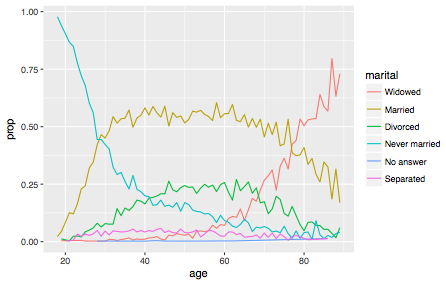 1.00
0.75
0.50
0.25
0.00
prop
20
40
60
80
age
marital
Widowed
Married
Divorced
Never married
No answer
Separated